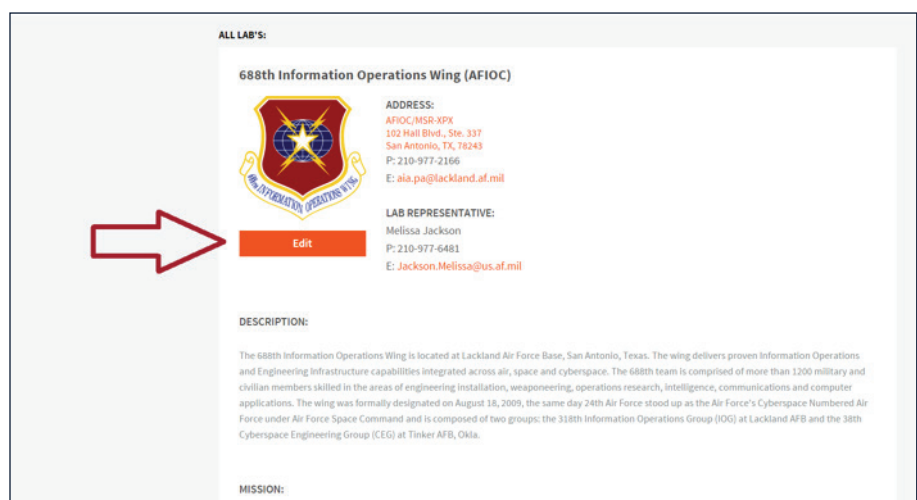 ALL LAB'S:
688th Information Operations Wing (AFIOC)
688TH INFORMATION OPERATIONS WING
Edit
ADDRESS:
AFIOC/MSR-XPX
102 Hall Blvd., Ste. 337
San Antonio, TX, 78243
P: 210-977-2166
E: aia.pa@lackland.af.mil
LAB REPRESENTATIVE:
Melissa Jackson
P: 210-977-6481
E: Jackson.Melissa@us.af.mil
DESCRIPTION:
The 688th Information Operations Wing is located at Lackland Air Force Base, San Antonio, Texas. The wing delivers proven Information Operations
and Engineering Infrastructure capabilities integrated across air, space and cyberspace. The 688th team is comprised of more than 1200 military and
civilian members skilled in the areas of engineering installation, weaponeering, operations research, intelligence, communications and computer
applications. The wing was formally designated on August 18, 2009, the same day 24th Air Force stood up as the Air Force's Cyberspace Numbered Air
Force under Air Force Space Command and is composed of two groups: the 318th Information Operations Group (IOG) at Lackland AFB and the 38th
Cyberspace Engineering Group (CEG) at Tinker AFB, Okla.
MISSION: